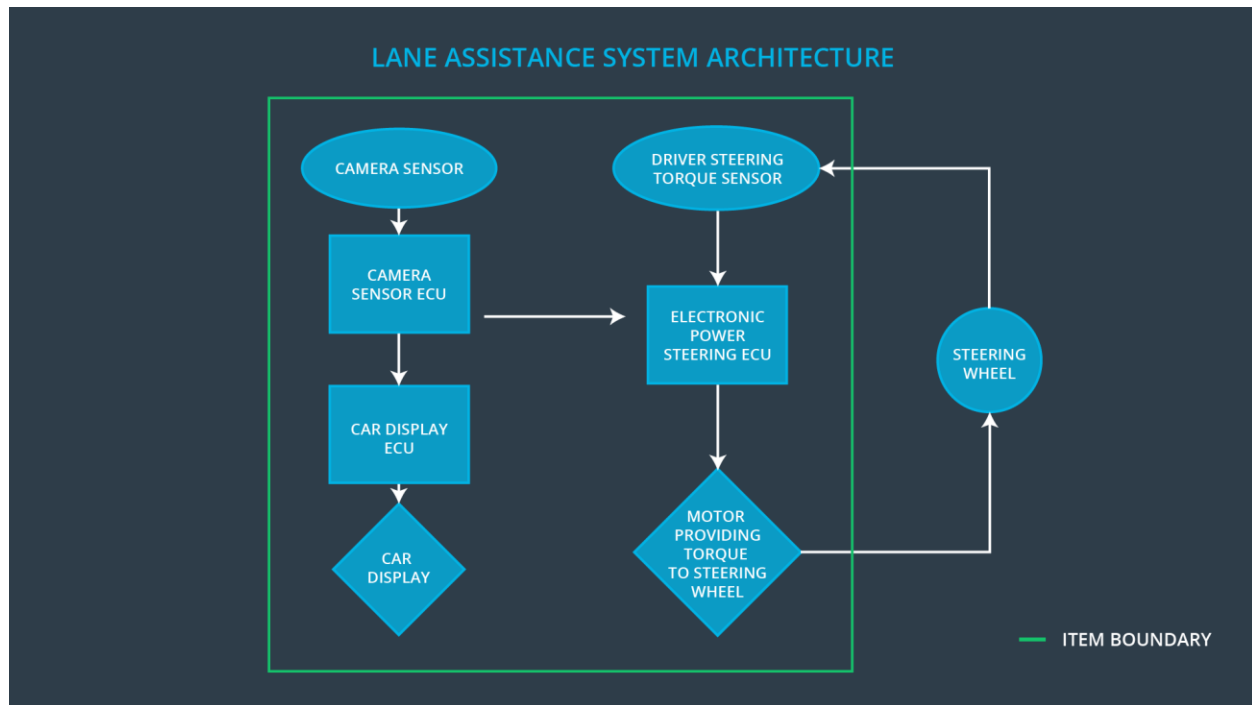 LANE ASSISTANCE SYSTEM ARCHITECTURE
CAMERA SENSOR
DRIVER STEERING
TORQUE SENSOR
CAMERA
SENSOR ECU
ELECTRONIC
POWER
STEERING ECU
STEERING
WHEEL
CAR DISPLAY
ECU
MOTOR
PROVIDING
TORQUE
TO STEERING
WHEEL
CAR
DISPLAY
ITEM BOUNDARY